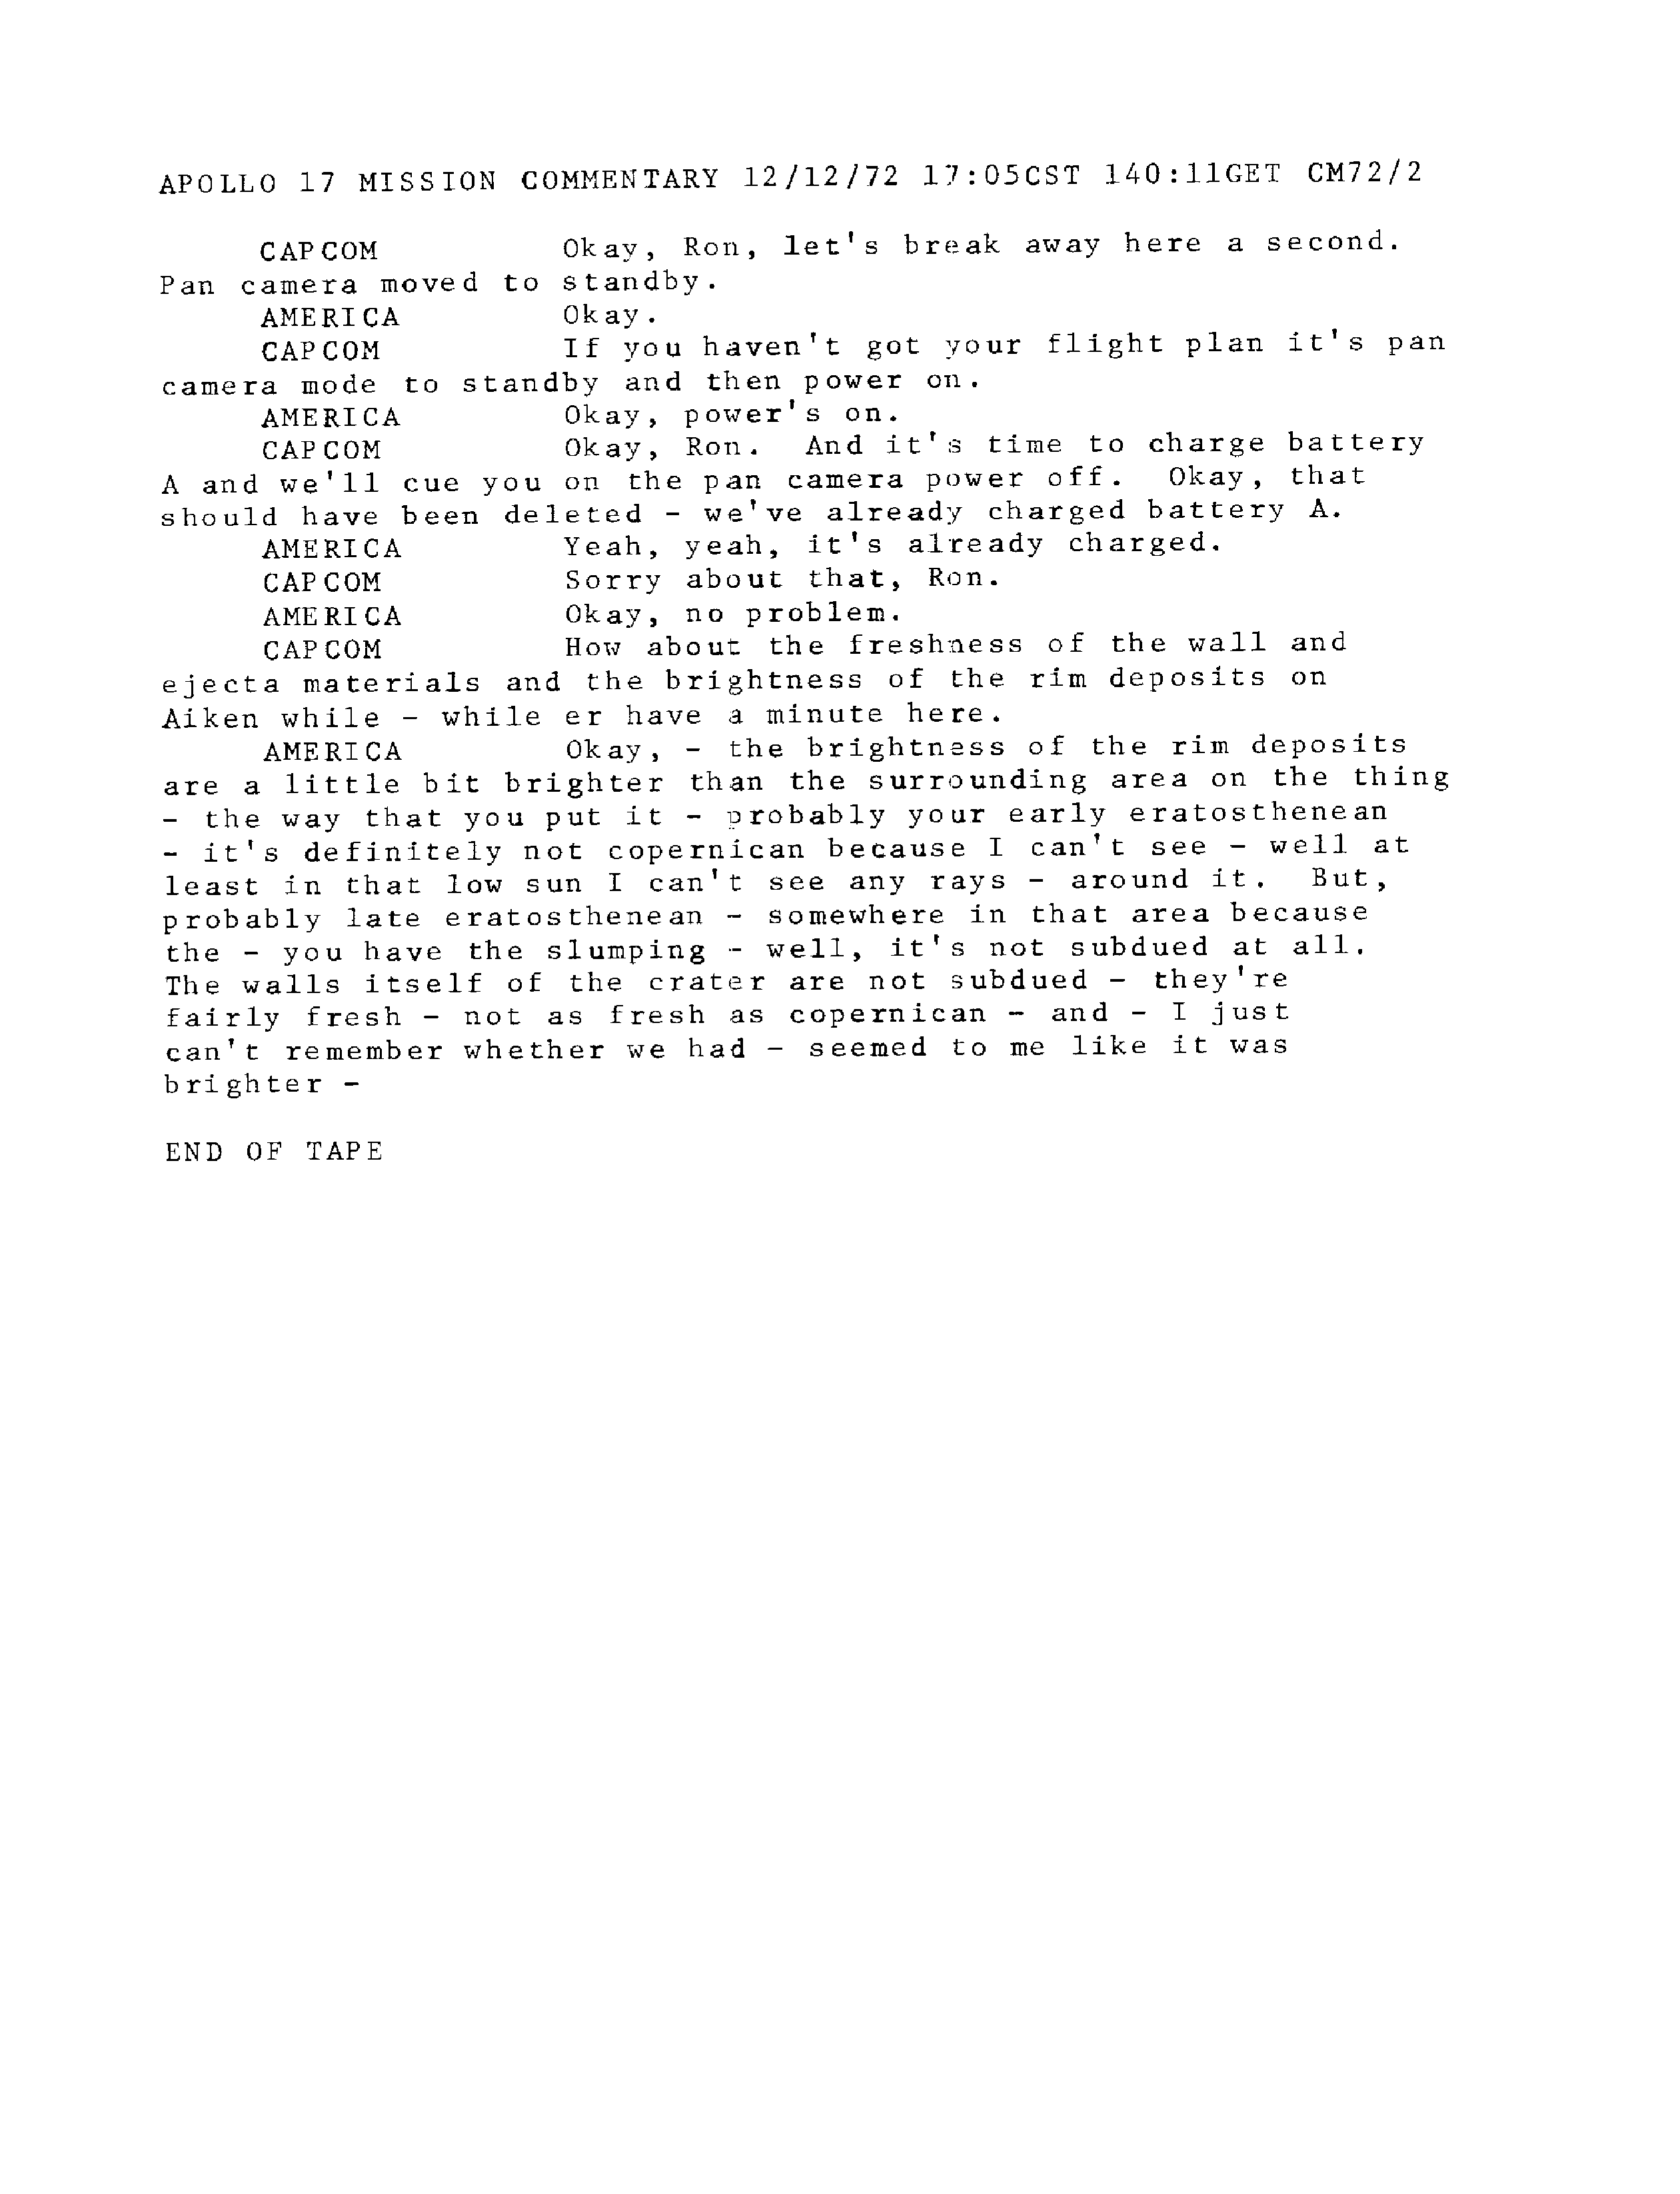 APOLLO 17 MISSION COMMENTARY 12/12/72 17:05CST 140:11GET CM72/2
CAPCOM Okay, Ron, let's break away here a second.
Pan camera moved to standby.
AMERICA Okay.
CAPCOM If you haven't got your flight plan it's pan
camera mode to standby and then power on.
AMERICA Okay, power's on.
CAPCOM Okay, Ron. And it's time to charge battery
A and we'll cue you on the pan camera power off. Okay, that
should have been deleted - we've already charged battery A.
AMERICA Yeah, yeah, it's already charged.
CAPCOM Sorry about that, Ron.
AMERICA Okay, no problem.
CAPCOM How about the freshness of the wall and
ejecta materials and the brightness of the rim deposits on
Aiken while - while er have a minute here.
AMERICA Okay, - the brightness of the rim deposits
are a little bit brighter than the surrounding area on the thing
- the way that you put it - probably your early eratosthenean
- it's definitely not copernican because I can't see - well at
least in that low sun I can't see any rays - around it. But,
probably late eratosthenean - somewhere in that area because
the - you have the slumping - well, it's not subdued at all.
The walls itself of the crater are not subdued - they're
fairly fresh - not as fresh as copernican - and - I just
can't remember whether we had - seemed to me like it was
brighter -
END OF TAPE